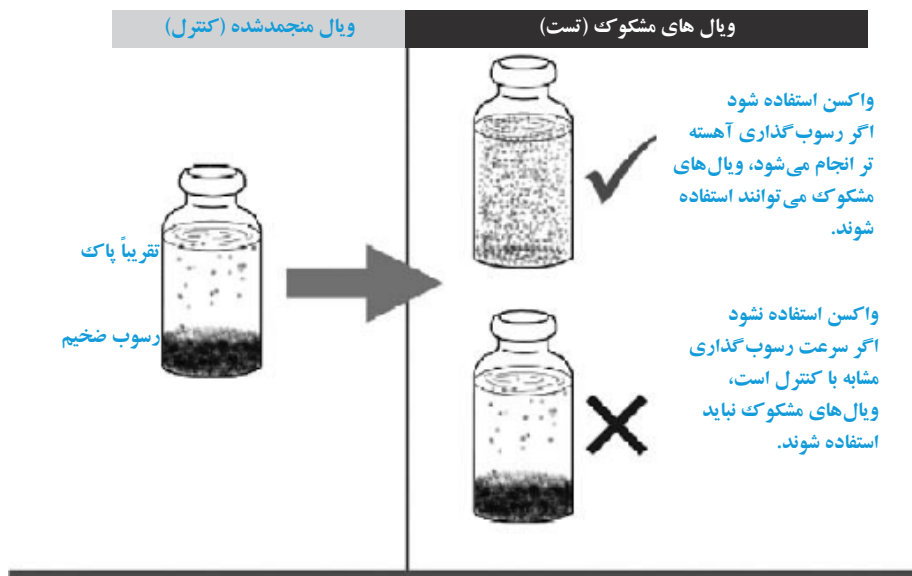 ویال های مشکوک (تست)
ویال منجمدشده (کنترل)
واکسن استفاده شود
اگر رسوب‌گذاری آهسته
تر انجام می‌شود، ویال‌های
مشکوک می‌توانند استفاده
شوند.
واکسن استفاده نشود
اگر سرعت رسوب‌گذاری
مشابه با کنترل است،
ویال‌های مشکوک نباید
استفاده شوند.
تقریباً پاک
رسوب ضخیم